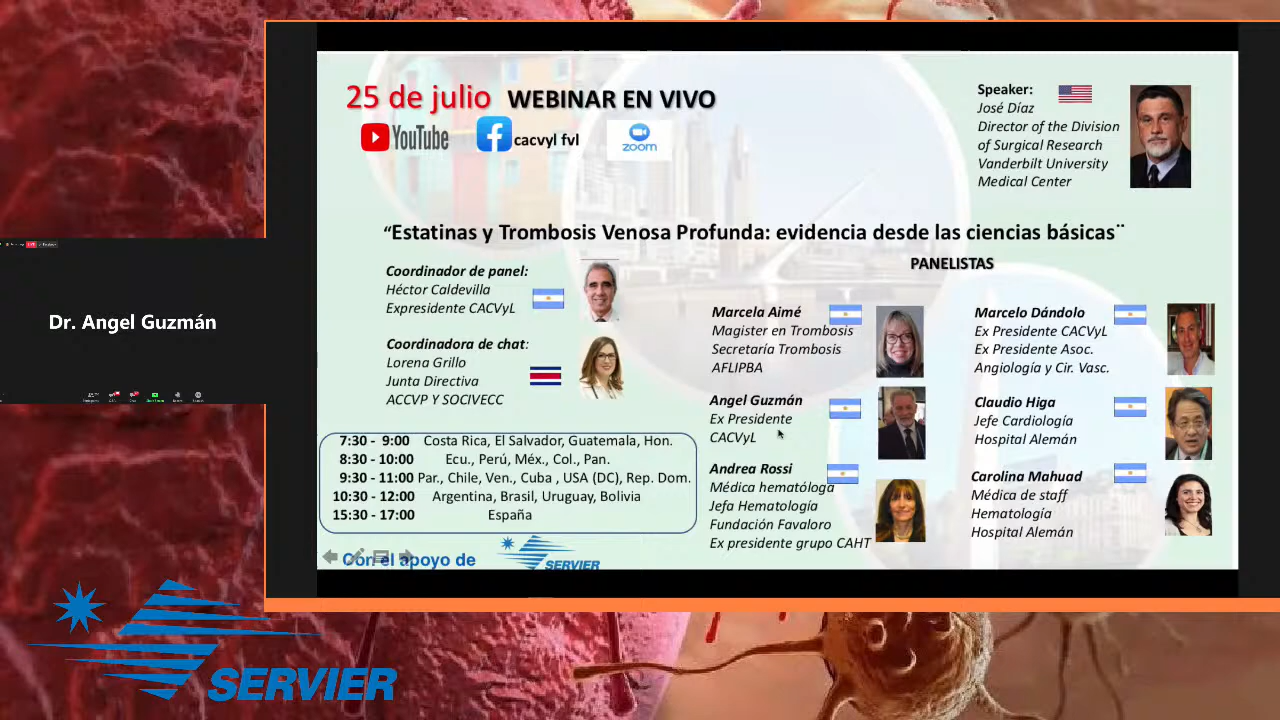 25 de julio WEBINAR EN VIVO
YouTube
cacvyl fvl
zoom
Speaker:
José Díaz
Director of the Division
of Surgical Research
Vanderbilt University
Medical Center
“Estatinas y Trombosis Venosa Profunda: evidencia desde las ciencias básicas¨
PANELISTAS
Coordinador de panel:
Héctor Caldevilla
Expresidente CACVyL
Coordinadora de chat:
Lorena Grillo
Junta Directiva
ACCVP Y SOCIVECC
Marcela Aimé
Magister en Trombosis
Secretaría Trombosis
AFLIPBA
Angel Guzmán
Ex Presidente
CACVyL
Andrea Rossi
Médica hematóloga
Jefa Hematología
Fundación Favaloro
Ex presidente grupo CAHT
Marcelo Dándolo
Ex Presidente CACVyL
Ex Presidente Asoc.
Angiología y Cir. Vasc.
Claudio Higa
Jefe Cardiología
Hospital Alemán
Carolina Mahuad
Médica de staff
Hematología
Hospital Alemán
7:30 - 9:00 Costa Rica, El Salvador, Guatemala, Hon.
8:30 - 10:00 Ecu., Perú, Méx., Col., Pan.
9:30 - 11:00 Par., Chile, Ven., Cuba , USA (DC), Rep. Dom.
10:30 - 12:00 Argentina, Brasil, Uruguay, Bolivia
15:30 - 17:00 España
Con el apoyo de
SERVIER
Dr. Angel Guzmán
SERVIER